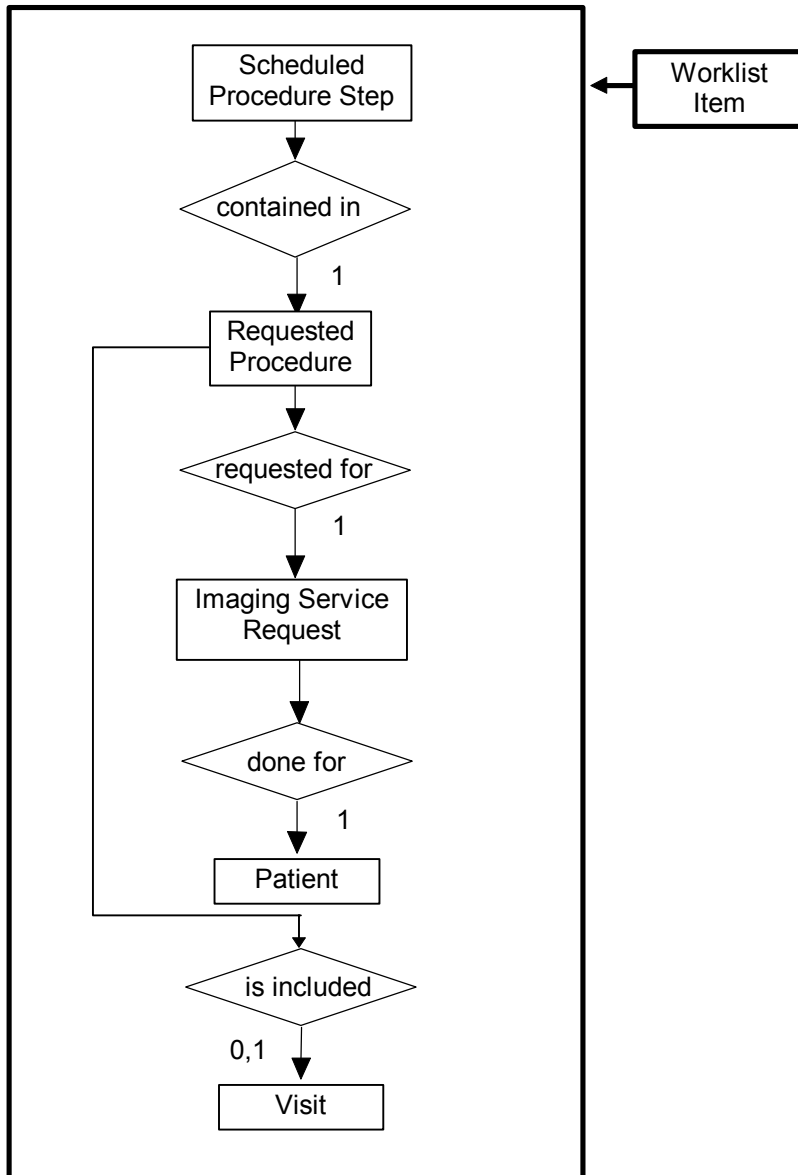 Scheduled
Procedure Step
Worklist
Item
contained in
1
Requested
Procedure
requested for
1
Imaging Service
Request
done for
1
Patient
is included
0,1
Visit